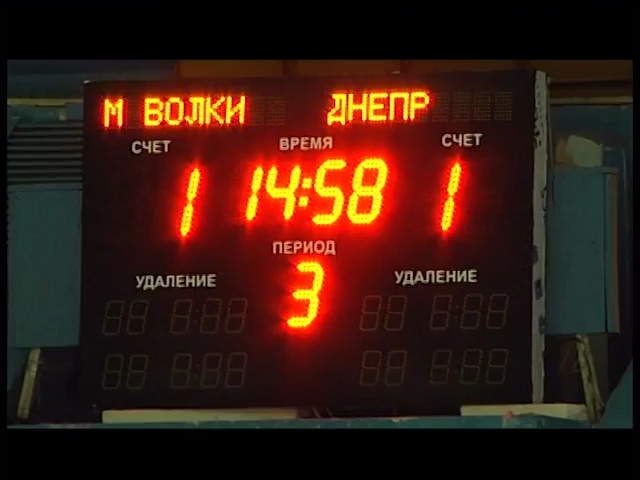 М ВОЛКИ ДНЕПР
СЧЕТ ВРЕМЯ СЧЕТ
1 14:58 1
ПЕРИОД
3
УДАЛЕНИЕ УДАЛЕНИЕ